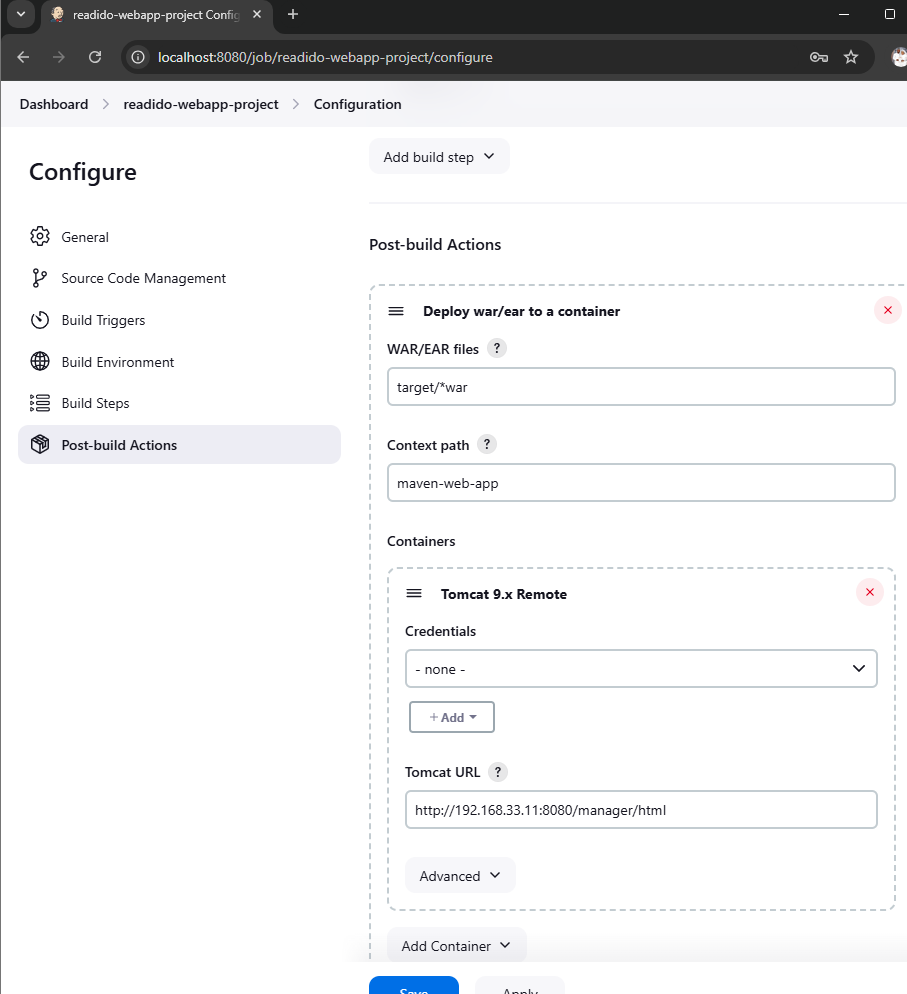 readido-webapp-project Config
localhost:8080/job/readido-webapp-project/configure
Dashboard > readido-webapp-project > Configuration
Configure
General
Source Code Management
Build Triggers
Build Environment
Build Steps
Post-build Actions
Add build step
Post-build Actions
Deploy war/ear to a container
WAR/EAR files ?
target/*war
Context path ?
maven-web-app
Containers
Tomcat 9.x Remote
Credentials
- none -
+ Add
Tomcat URL ?
http://192.168.33.11:8080/manager/html
Advanced
Add Container
Save Apply